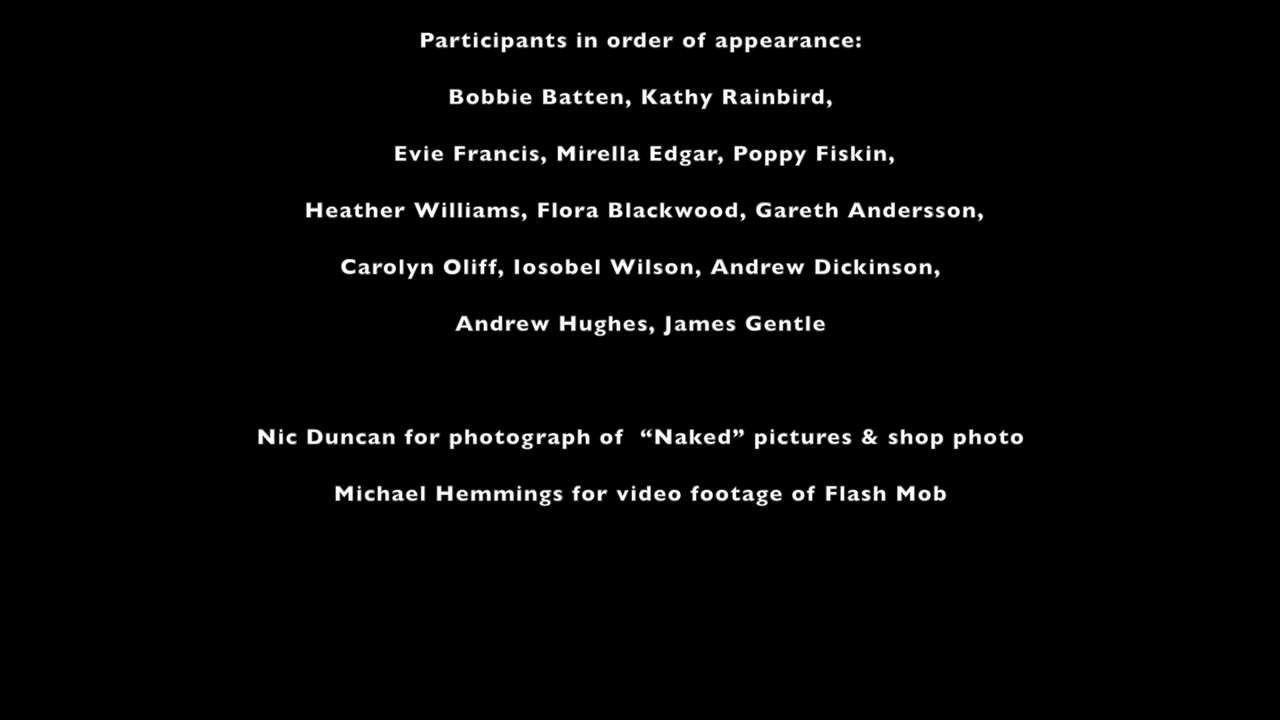 Participants in order of appearance:
Bobbie Batten, Kathy Rainbird,
Evie Francis, Mirella Edgar, Poppy Fiskin,
Heather Williams, Flora Blackwood, Gareth Andersson,
Carolyn Oliff, Iosobel Wilson, Andrew Dickinson,
Andrew Hughes, James Gentle
Nic Duncan for photograph of “Naked” pictures & shop photo
Michael Hemmings for video footage of Flash Mob